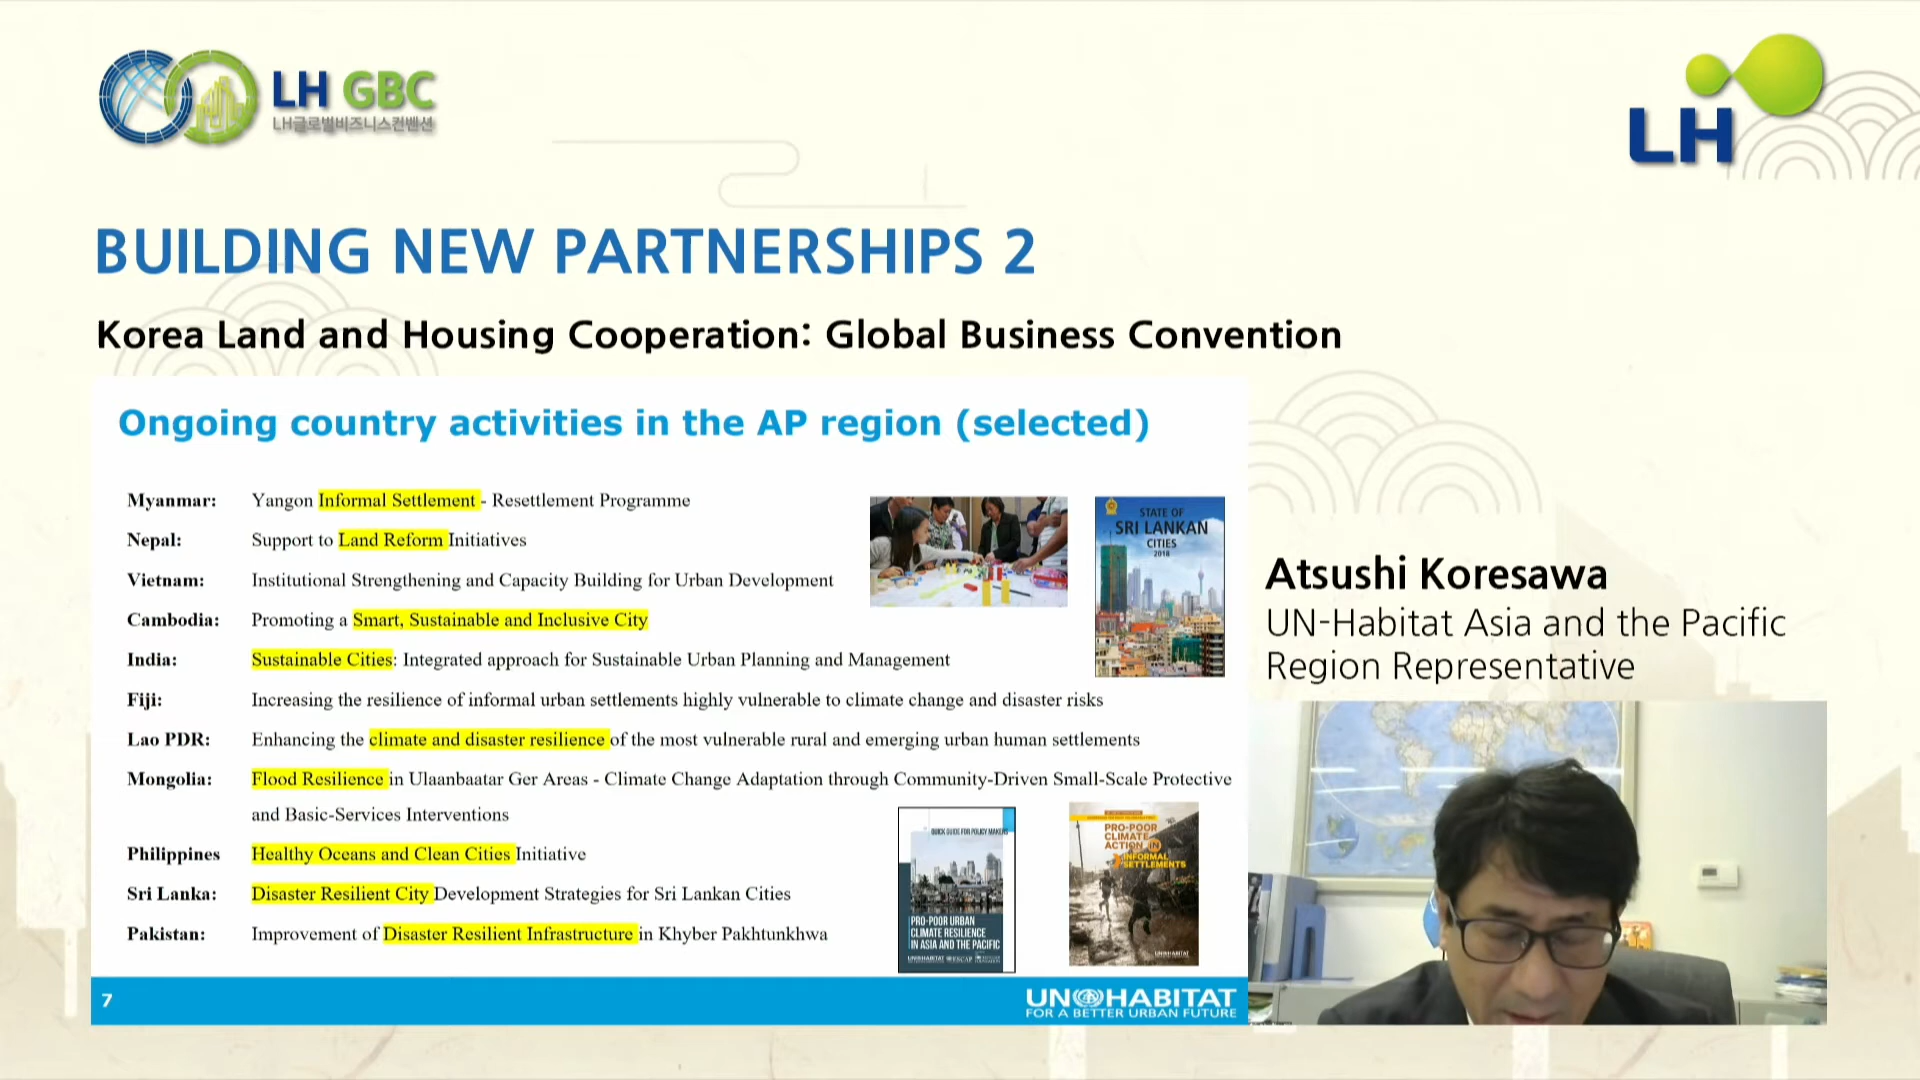 LH GBC
LH글로벌비즈니스컨벤션
LH
BUILDING NEW PARTNERSHIPS 2
Korea Land and Housing Cooperation: Global Business Convention
Ongoing country activities in the AP region (selected)
Myanmar: Yangon Informal Settlement - Resettlement Programme
Nepal: Support to Land Reform Initiatives
Vietnam: Institutional Strengthening and Capacity Building for Urban Development
Cambodia: Promoting a Smart, Sustainable and Inclusive City
India: Sustainable Cities: Integrated approach for Sustainable Urban Planning and Management
Fiji: Increasing the resilience of informal urban settlements highly vulnerable to climate change and disaster risks
Lao PDR: Enhancing the climate and disaster resilience of the most vulnerable rural and emerging urban human settlements
Mongolia: Flood Resilience in Ulaanbaatar Ger Areas - Climate Change Adaptation through Community-Driven Small-Scale Protective
and Basic-Services Interventions
Philippines Healthy Oceans and Clean Cities Initiative
Sri Lanka: Disaster Resilient City Development Strategies for Sri Lankan Cities
Pakistan: Improvement of Disaster Resilient Infrastructure in Khyber Pakhtunkhwa
STATE OF
SRI LANKAN
CITIES
2018
QUICK GUIDE FOR POLICY MAKERS
PRO-POOR URBAN
CLIMATE RESILIENCE
IN ASIA AND THE PACIFIC
UN HABITAT ESCAP
PRO-POOR
CLIMATE
ACTION IN
INFORMAL
SETTLEMENTS
UN HABITAT
7
UN HABITAT
FOR A BETTER URBAN FUTURE
Atsushi Koresawa
UN-Habitat Asia and the Pacific
Region Representative